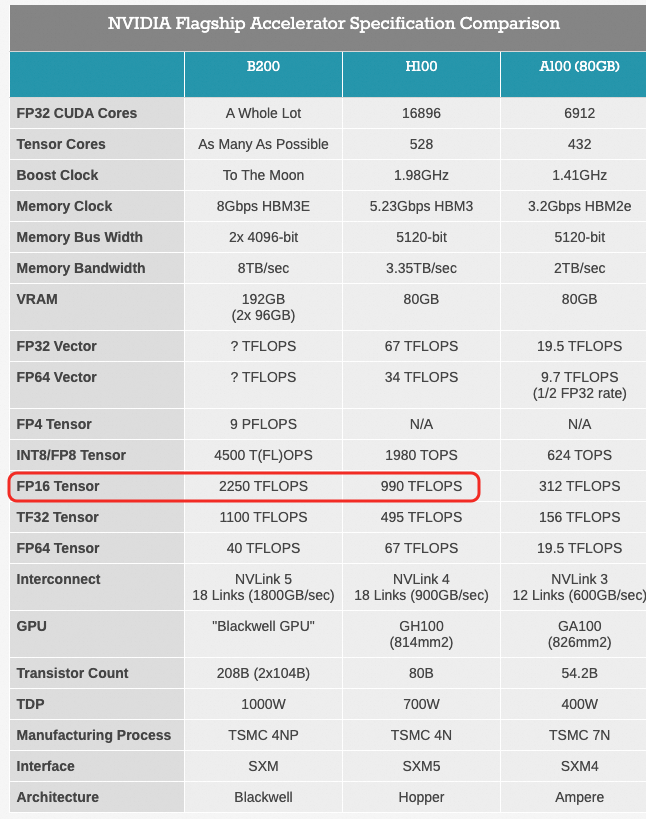 NVIDIA Flagship Accelerator Specification Comparison
B200 H100 A100 (80GB)
FP32 CUDA Cores A Whole Lot 16896 6912
Tensor Cores As Many As Possible 528 432
Boost Clock To The Moon 1.98GHz 1.41GHz
Memory Clock 8Gbps HBM3E 5.23Gbps HBM3 3.2Gbps HBM2e
Memory Bus Width 2x 4096-bit 5120-bit 5120-bit
Memory Bandwidth 8TB/sec 3.35TB/sec 2TB/sec
VRAM 192GB 80GB 80GB
(2x 96GB)
FP32 Vector ? TFLOPS 67 TFLOPS 19.5 TFLOPS
FP64 Vector ? TFLOPS 34 TFLOPS 9.7 TFLOPS
(1/2 FP32 rate)
FP4 Tensor 9 PFLOPS N/A N/A
INT8/FP8 Tensor 4500 T(FL)OPS 1980 TOPS 624 TOPS
FP16 Tensor 2250 TFLOPS 990 TFLOPS 312 TFLOPS
TF32 Tensor 1100 TFLOPS 495 TFLOPS 156 TFLOPS
FP64 Tensor 40 TFLOPS 67 TFLOPS 19.5 TFLOPS
Interconnect NVLink 5 NVLink 4 NVLink 3
18 Links (1800GB/sec) 18 Links (900GB/sec) 12 Links (600GB/sec)
GPU "Blackwell GPU" GH100 GA100
(814mm2) (826mm2)
Transistor Count 208B (2x104B) 80B 54.2B
TDP 1000W 700W 400W
Manufacturing Process TSMC 4NP TSMC 4N TSMC 7N
Interface SXM SXM5 SXM4
Architecture Blackwell Hopper Ampere